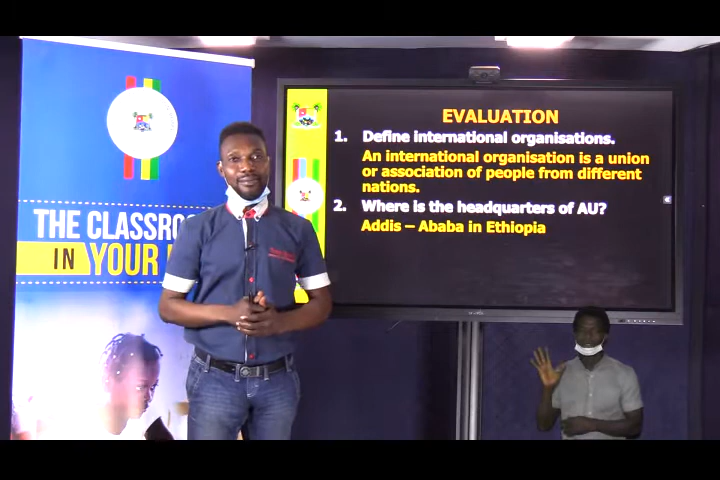 THE CLASSRO
IN YOUR
EVALUATION
1. Define international organisations.
An international organisation is a union
or association of people from different
nations.
2. Where is the headquarters of AU?
Addis – Ababa in Ethiopia